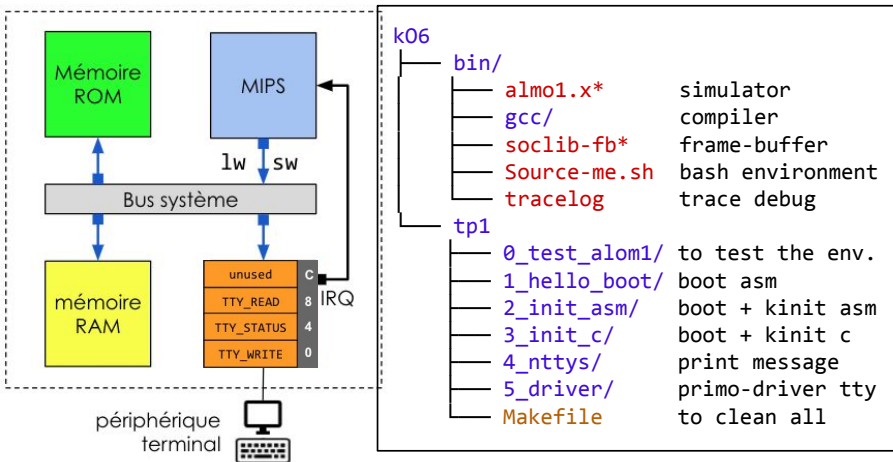 Mémoire
ROM
MIPS
lw sw
Bus système
mémoire
RAM
unused C
TTY_READ 8
TTY_STATUS 4
TTY_WRITE 0
IRQ
périphérique
terminal
kO6
bin/
almo1.x* simulator
gcc/ compiler
soclib-fb* frame-buffer
Source-me.sh bash environment
tracelog trace debug
tp1
0_test_alom1/ to test the env.
1_hello_boot/ boot asm
2_init_asm/ boot + kinit asm
3_init_c/ boot + kinit c
4_nttys/ print message
5_driver/ primo-driver tty
Makefile to clean all